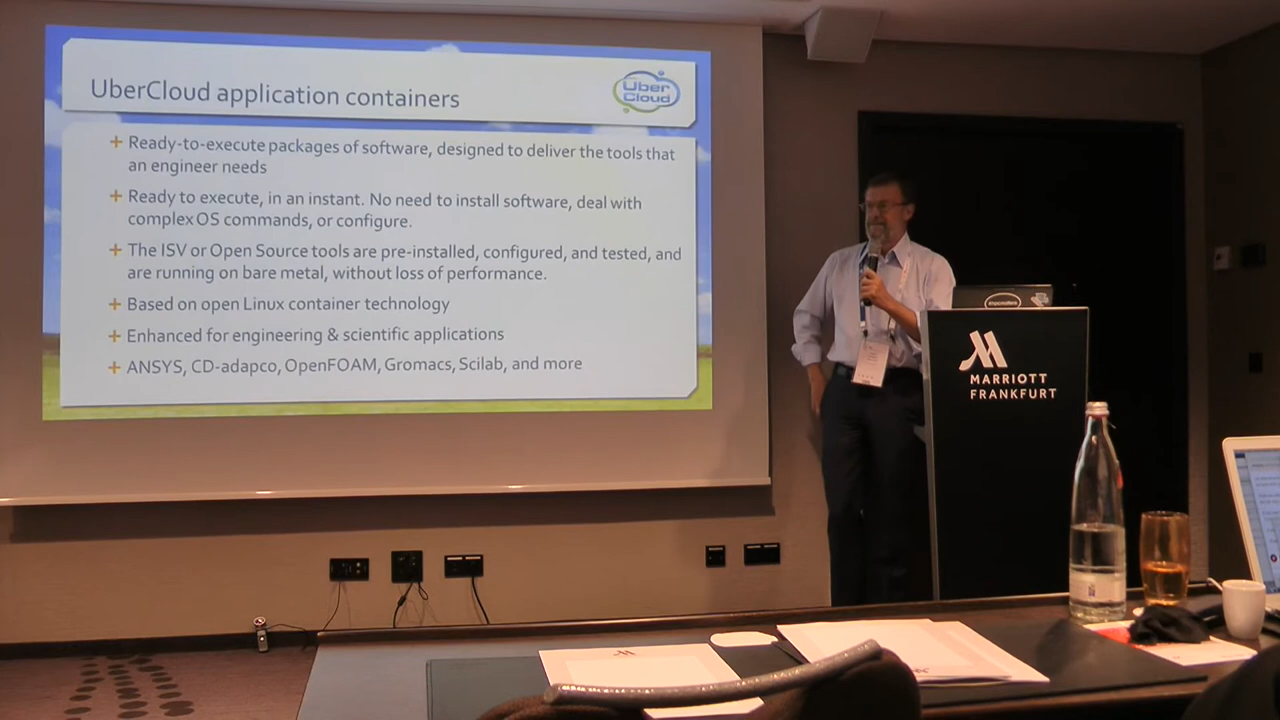 UberCloud application containers
Über
Cloud
Ready-to-execute packages of software, designed to deliver the tools that
an engineer needs
Ready to execute, in an instant. No need to install software, deal with
complex OS commands, or configure.
The ISV or Open Source tools are pre-installed, configured, and tested, and
are running on bare metal, without loss of performance.
Based on open Linux container technology
Enhanced for engineering & scientific applications
ANSYS, CD-adapco, OpenFOAM, Gromacs, Scilab, and more
#hpcmatters
MARRIOTT
FRANKFURT